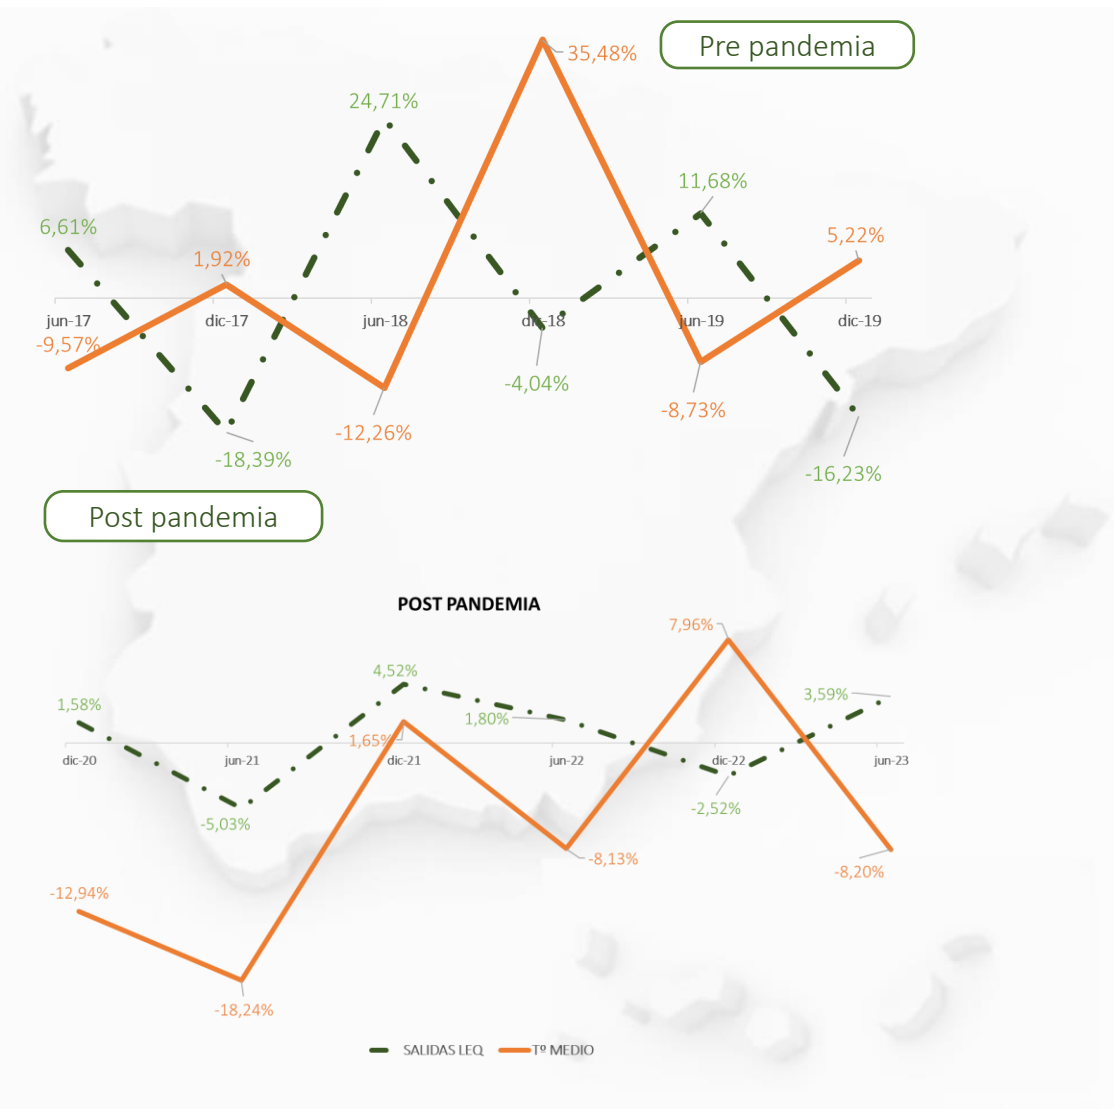 Pre pandemia
35,48%
24,71%
11,68%
6,61%
5,22%
1,92%
jun-17
dic-17
jun-18
dic-18
jun-19
dic-19
-9,57%
-4,04%
-8,73%
-12,26%
-18,39%
-16,23%
Post pandemia
POST PANDEMIA
7,96%
4,52%
3,59%
1,58%
1,80%
1,65%
dic-20
jun-21
dic-21
jun-22
dic-22
jun-23
-2,52%
-5,03%
-8,13%
-8,20%
-12,94%
-18,24%
SALIDAS LEQ
Tº MEDIO